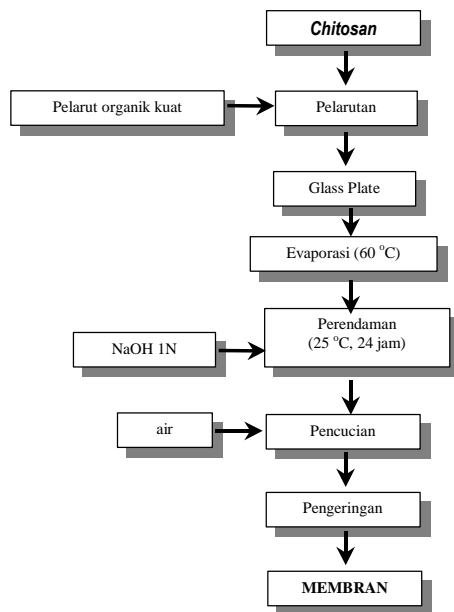 Chitosan
Pelarut organik kuat
Pelarutan
Glass Plate
Evaporasi (60 °C)
Perendaman
(25 °C, 24 jam)
NaOH 1N
air
Pencucian
Pengeringan
MEMBRAN